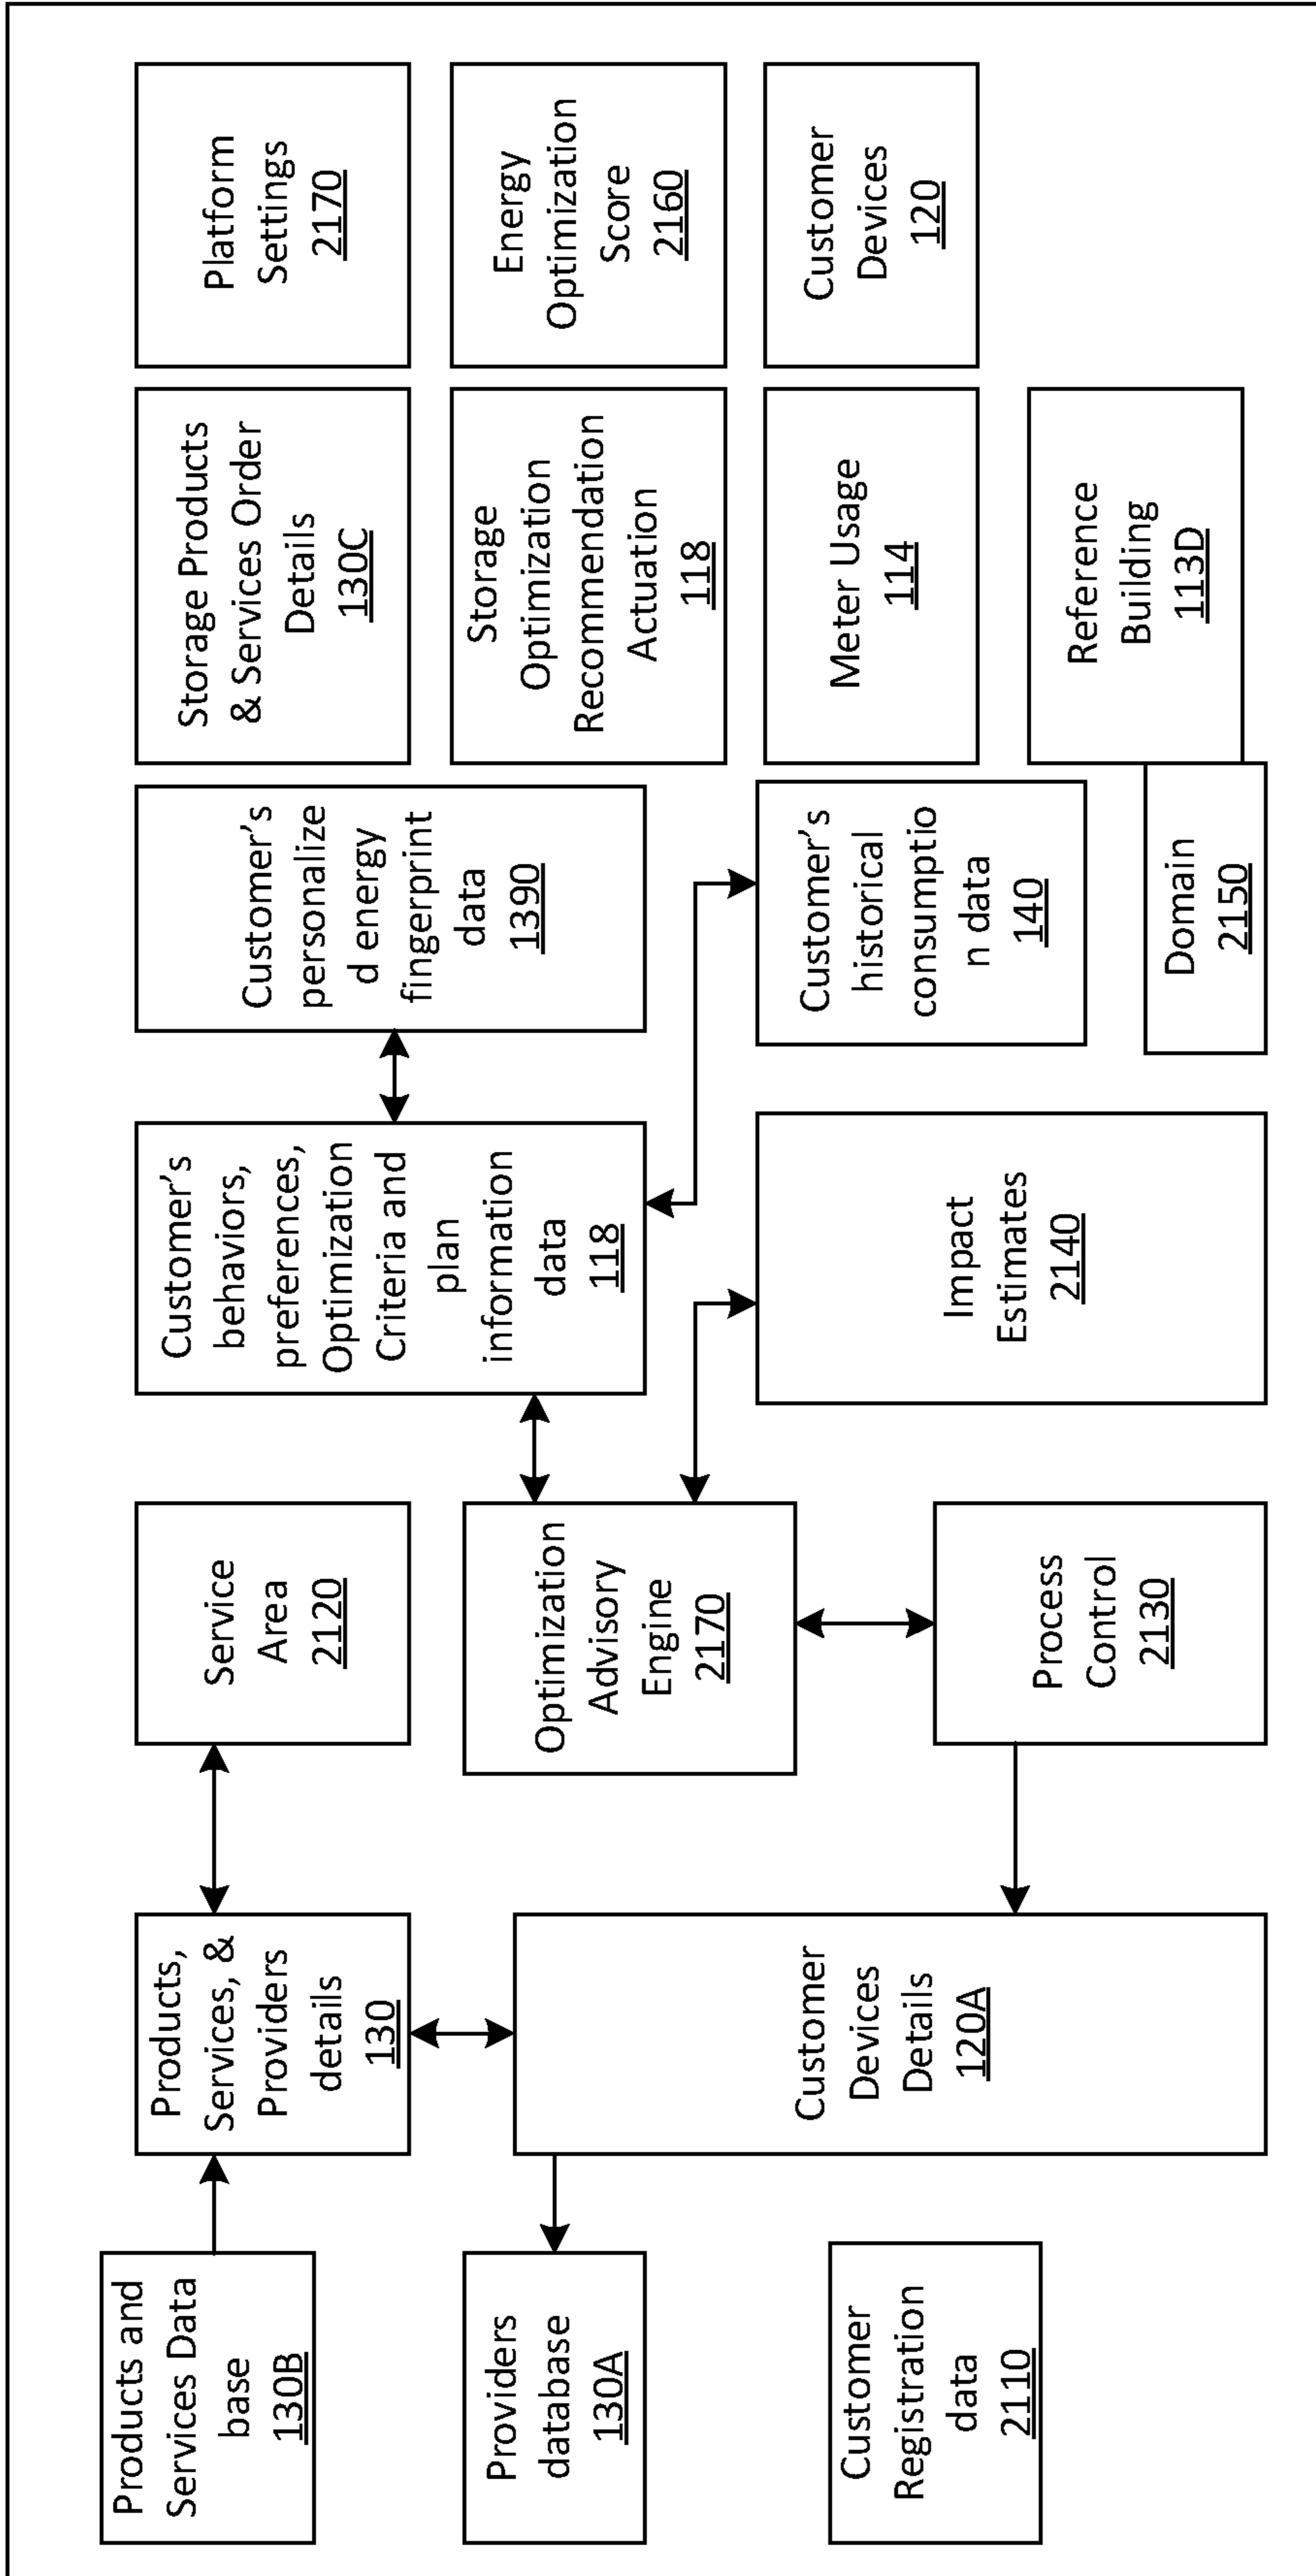 Products and
Services Data
base
130B
Providers
database
130A
Customer
Registration
data
2110
Products,
Services, &
Providers
details
130
Customer
Devices
Details
120A
Service
Area
2120
Optimization
Advisory
Engine
2170
Process
Control
2130
Customer's
behaviors,
preferences,
Optimization
Criteria and
plan
information
data
118
Impact
Estimates
2140
Customer's
personalize
d energy
fingerprint
data
1390
Customer's
historical
consumptio
n data
140
Domain
2150
Storage Products
& Services Order
Details
130C
Storage
Optimization
Recommendation
Actuation
118
Meter Usage
114
Reference
Building
113D
Platform
Settings
2170
Energy
Optimization
Score
2160
Customer
Devices
120